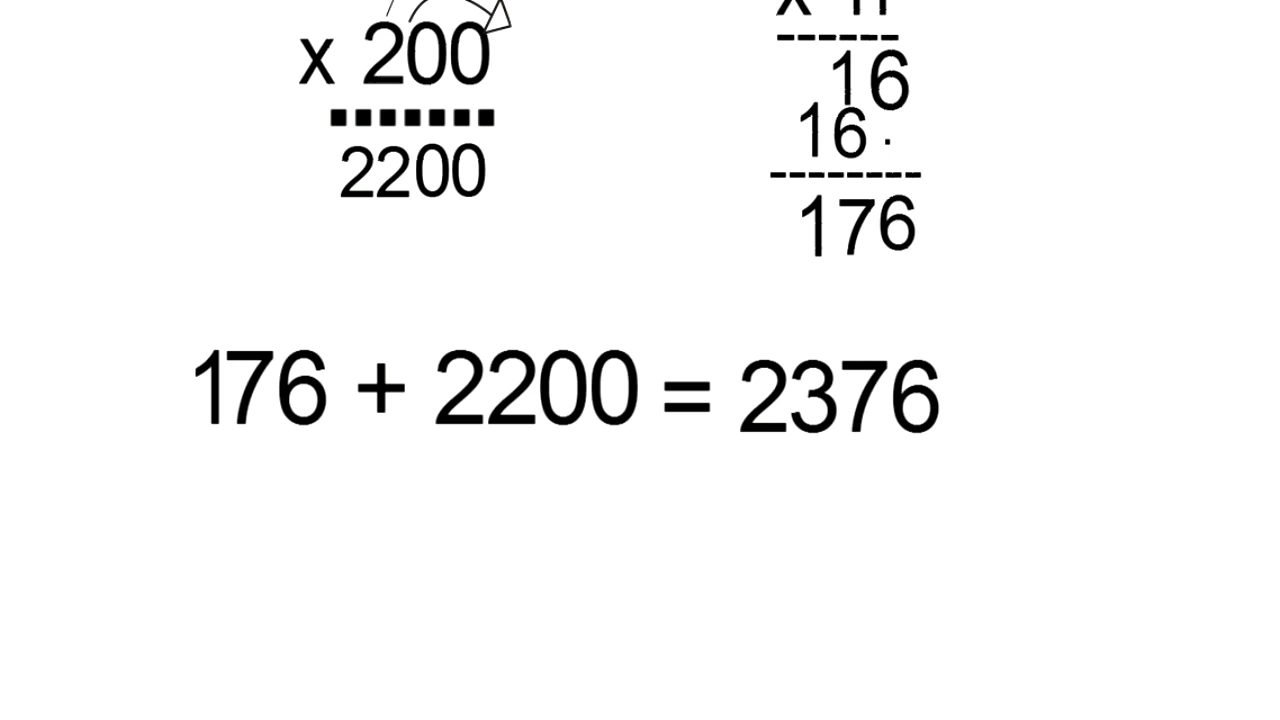 x 200
2200
16
16 .
176
176 + 2200 = 2376